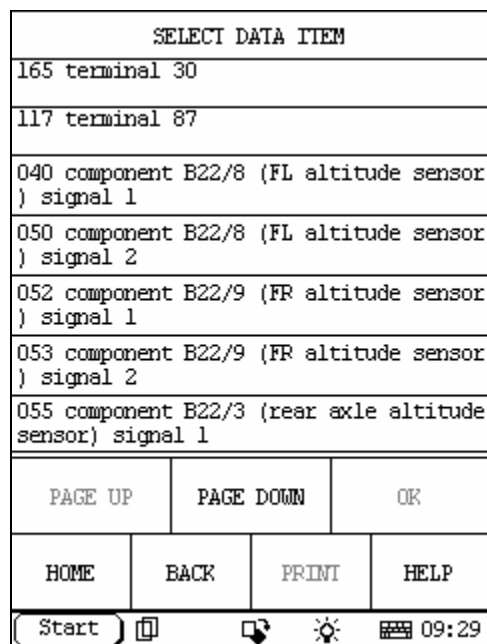 SELECT DATA ITEM
165 terminal 30
117 terminal 87
040 component B22/8 (FL altitude sensor
) signal 1
050 component B22/8 (FL altitude sensor
) signal 2
052 component B22/9 (FR altitude sensor
) signal 1
053 component B22/9 (FR altitude sensor
) signal 2
055 component B22/3 (rear axle altitude
sensor) signal 1
PAGE UP PAGE DOWN OK
HOME BACK PRINT HELP
Start 09:29